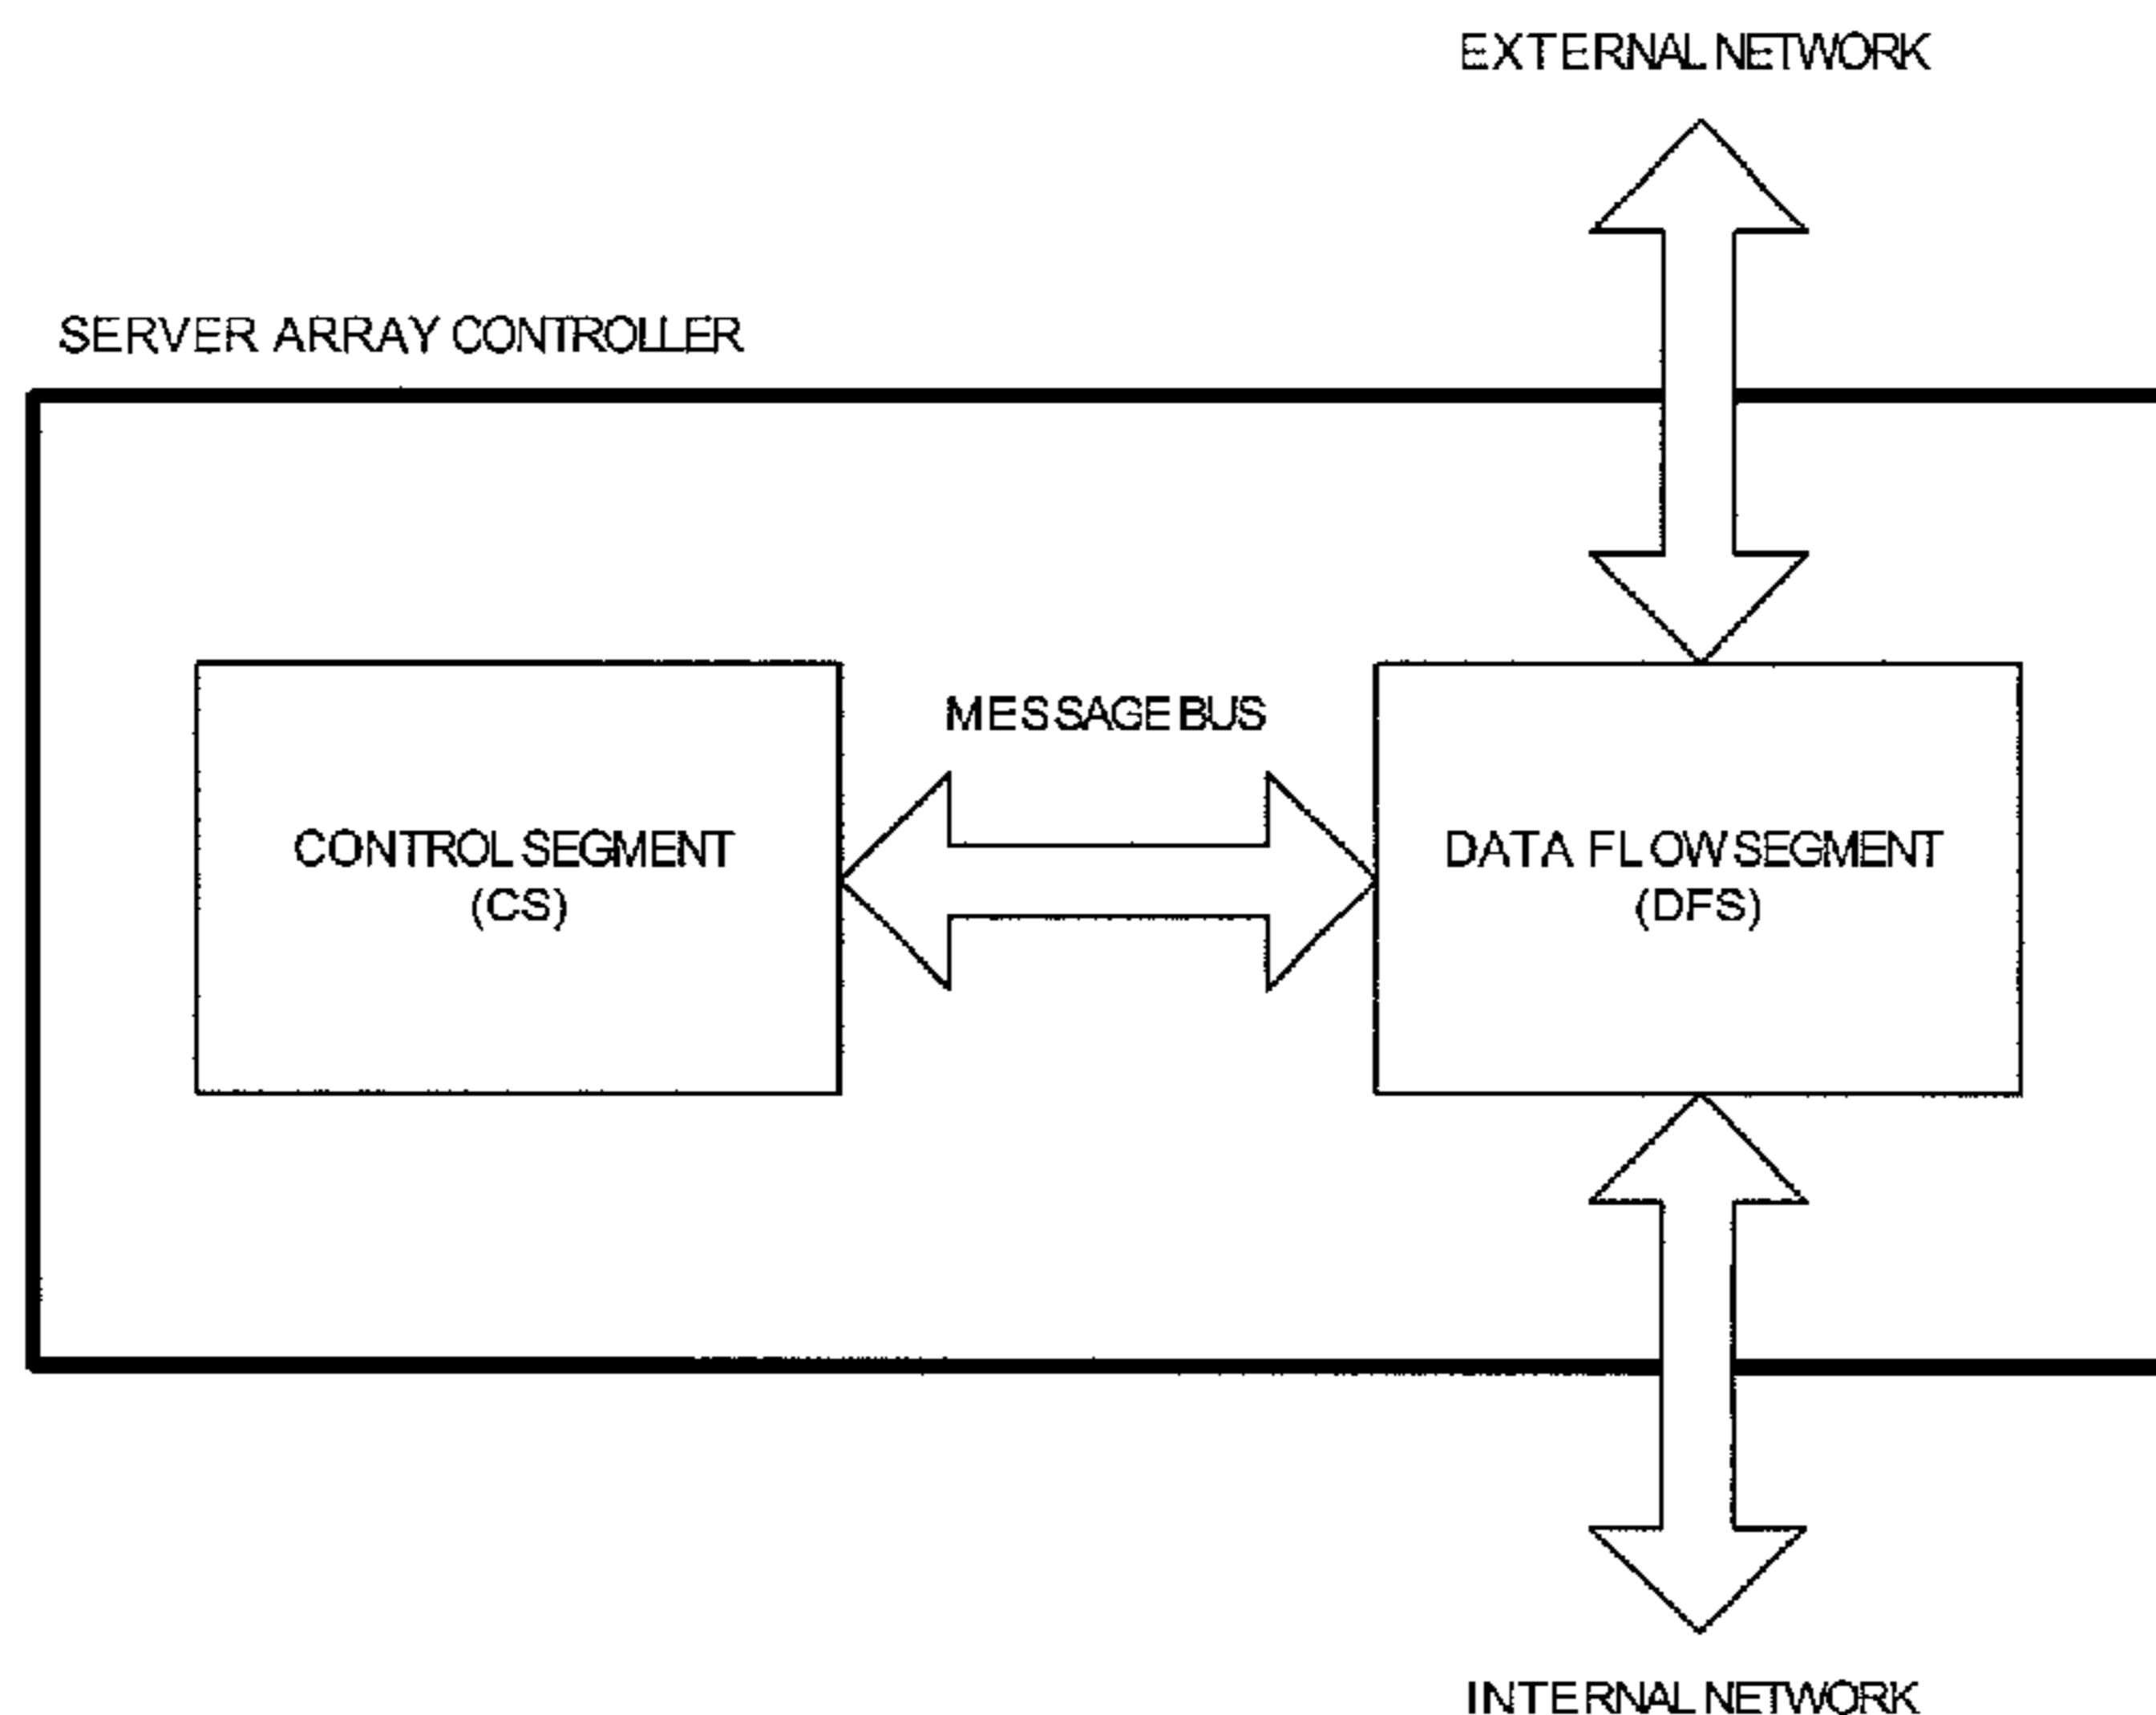 EXTERNAL NETWORK
SERVER ARRAY CONTROLLER
MESSAGE BUS
CONTROL SEGMENT
(CS)
DATA FLOW SEGMENT
(DFS)
INTERNAL NETWORK